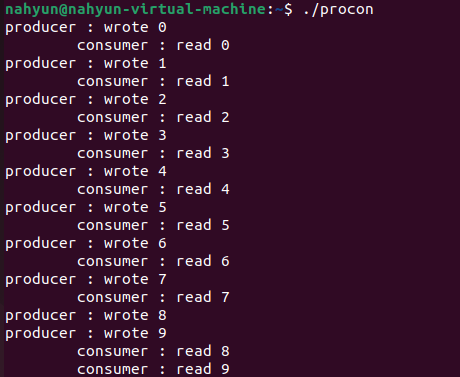 nahyun@nahyun-virtual-machine:~$ ./procon
producer : wrote 0
        consumer : read 0
producer : wrote 1
        consumer : read 1
producer : wrote 2
        consumer : read 2
producer : wrote 3
        consumer : read 3
producer : wrote 4
        consumer : read 4
producer : wrote 5
        consumer : read 5
producer : wrote 6
        consumer : read 6
producer : wrote 7
        consumer : read 7
producer : wrote 8
producer : wrote 9
        consumer : read 8
        consumer : read 9